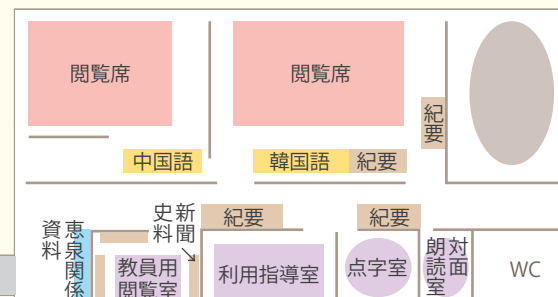 閲覧席
閲覧席
紀要
中国語
韓国語
紀要
恵泉関係
資料
新聞
史料
紀要
紀要
教員用
閲覧室
利用指導室
点字室
対面
朗読室
WC